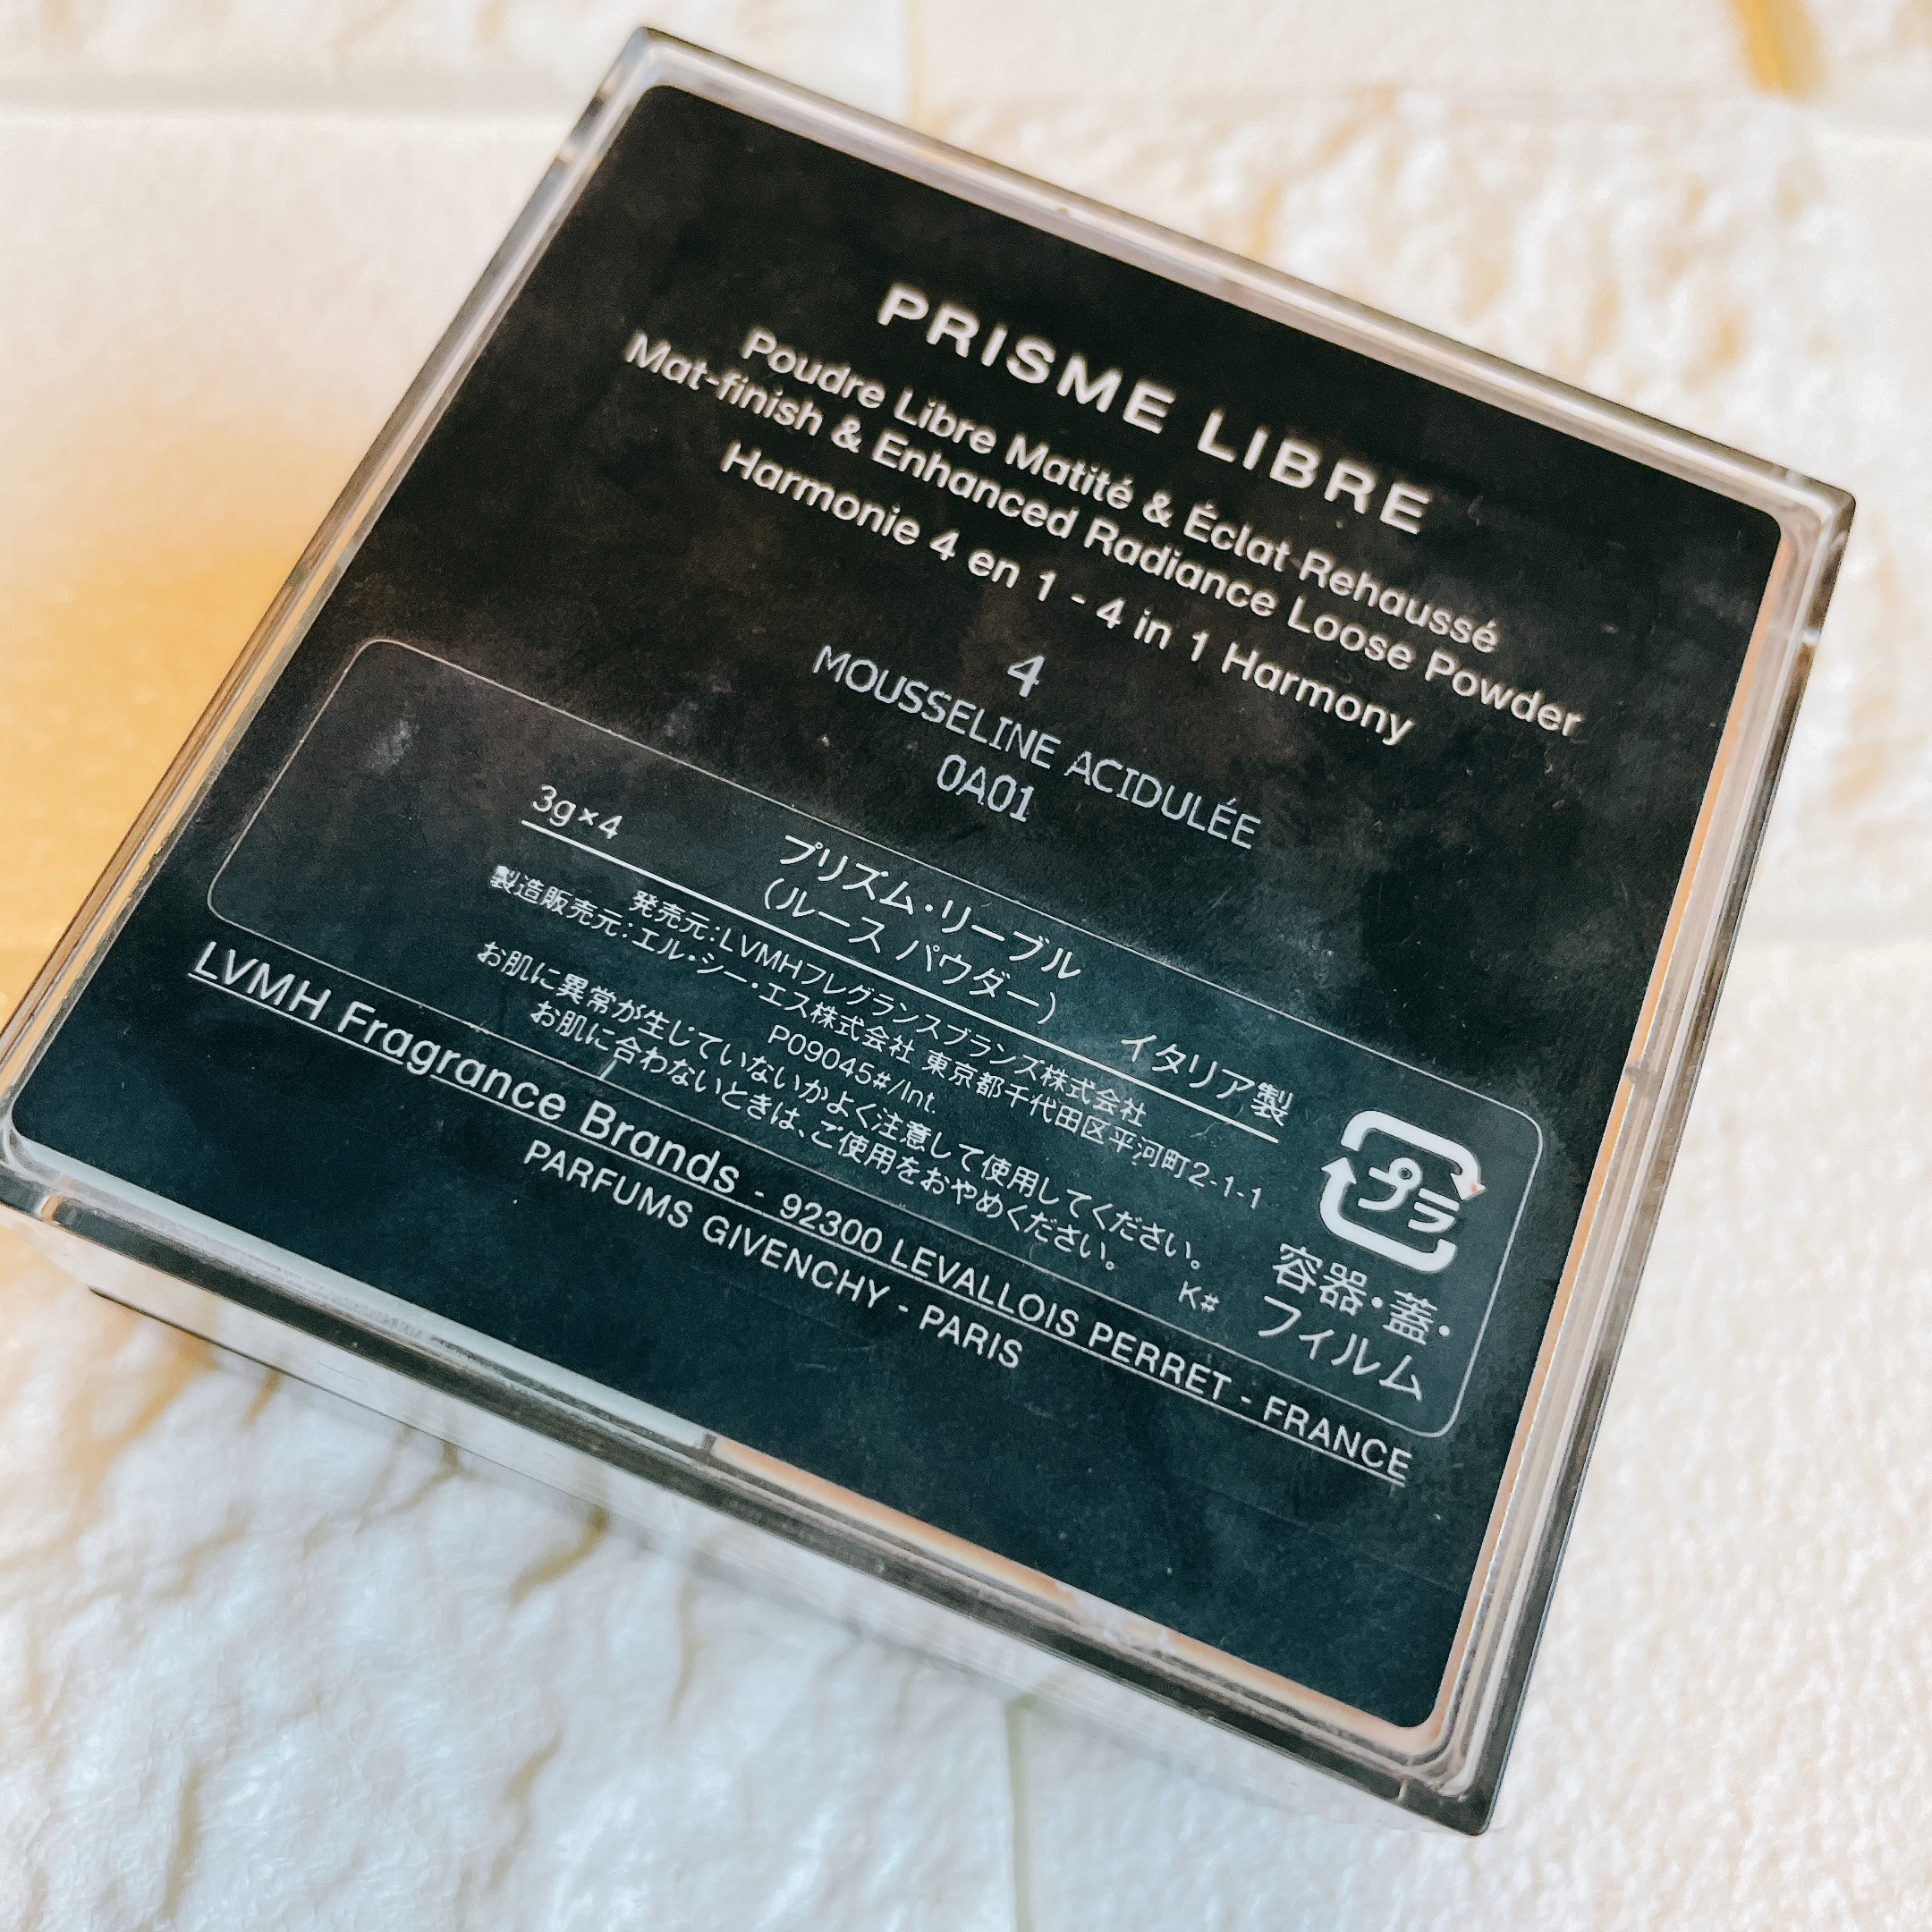 PRISME LIBRE
Poudre Libre Matité & Éclat Rehaussé
Mat-finish & Enhanced Radiance Loose Powder
Harmonie 4 en 1 - 4 in 1 Harmony
4
MOUSSELINE ACIDULÉE
0A01
プリズム・リーブル
3g×4 (ルース パウダー) イタリア製
発売元:LVMHフレグランスブランズ株式会社
製造販売元:エル・シー・エス株式会社 東京都千代田区平河町2-1-1
P09045#/Int.
お肌に異常が生じていないかよく注意して使用してください。
お肌に合わないときは、ご使用をおやめください。
K#
プラ
容器・蓋・
フィルム
LVMH Fragrance Brands - 92300 LEVALLOIS PERRET - FRANCE
PARFUMS GIVENCHY - PARIS